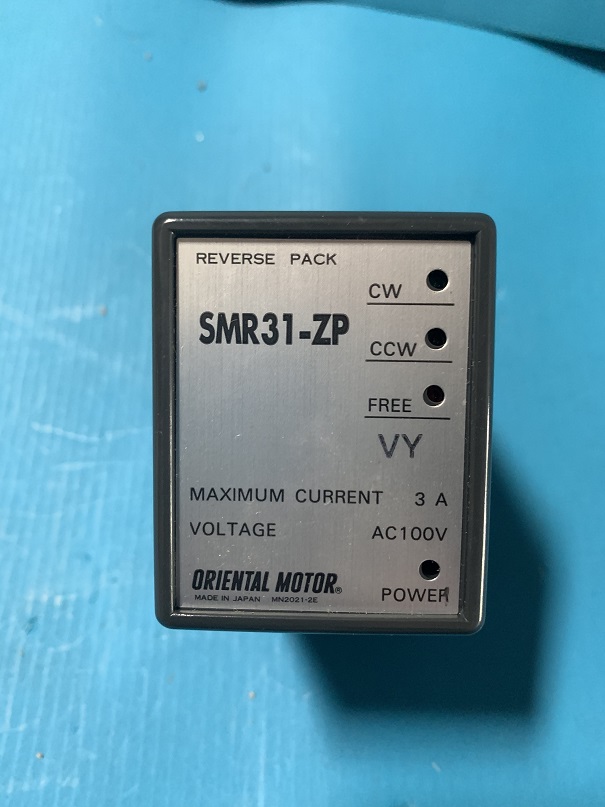 REVERSE PACK
CW
SMR31-ZP
CCW
FREE
VY
MAXIMUM CURRENT 3 A
VOLTAGE AC100V
ORIENTAL MOTOR®
MADE IN JAPAN MN2021-2E
POWER